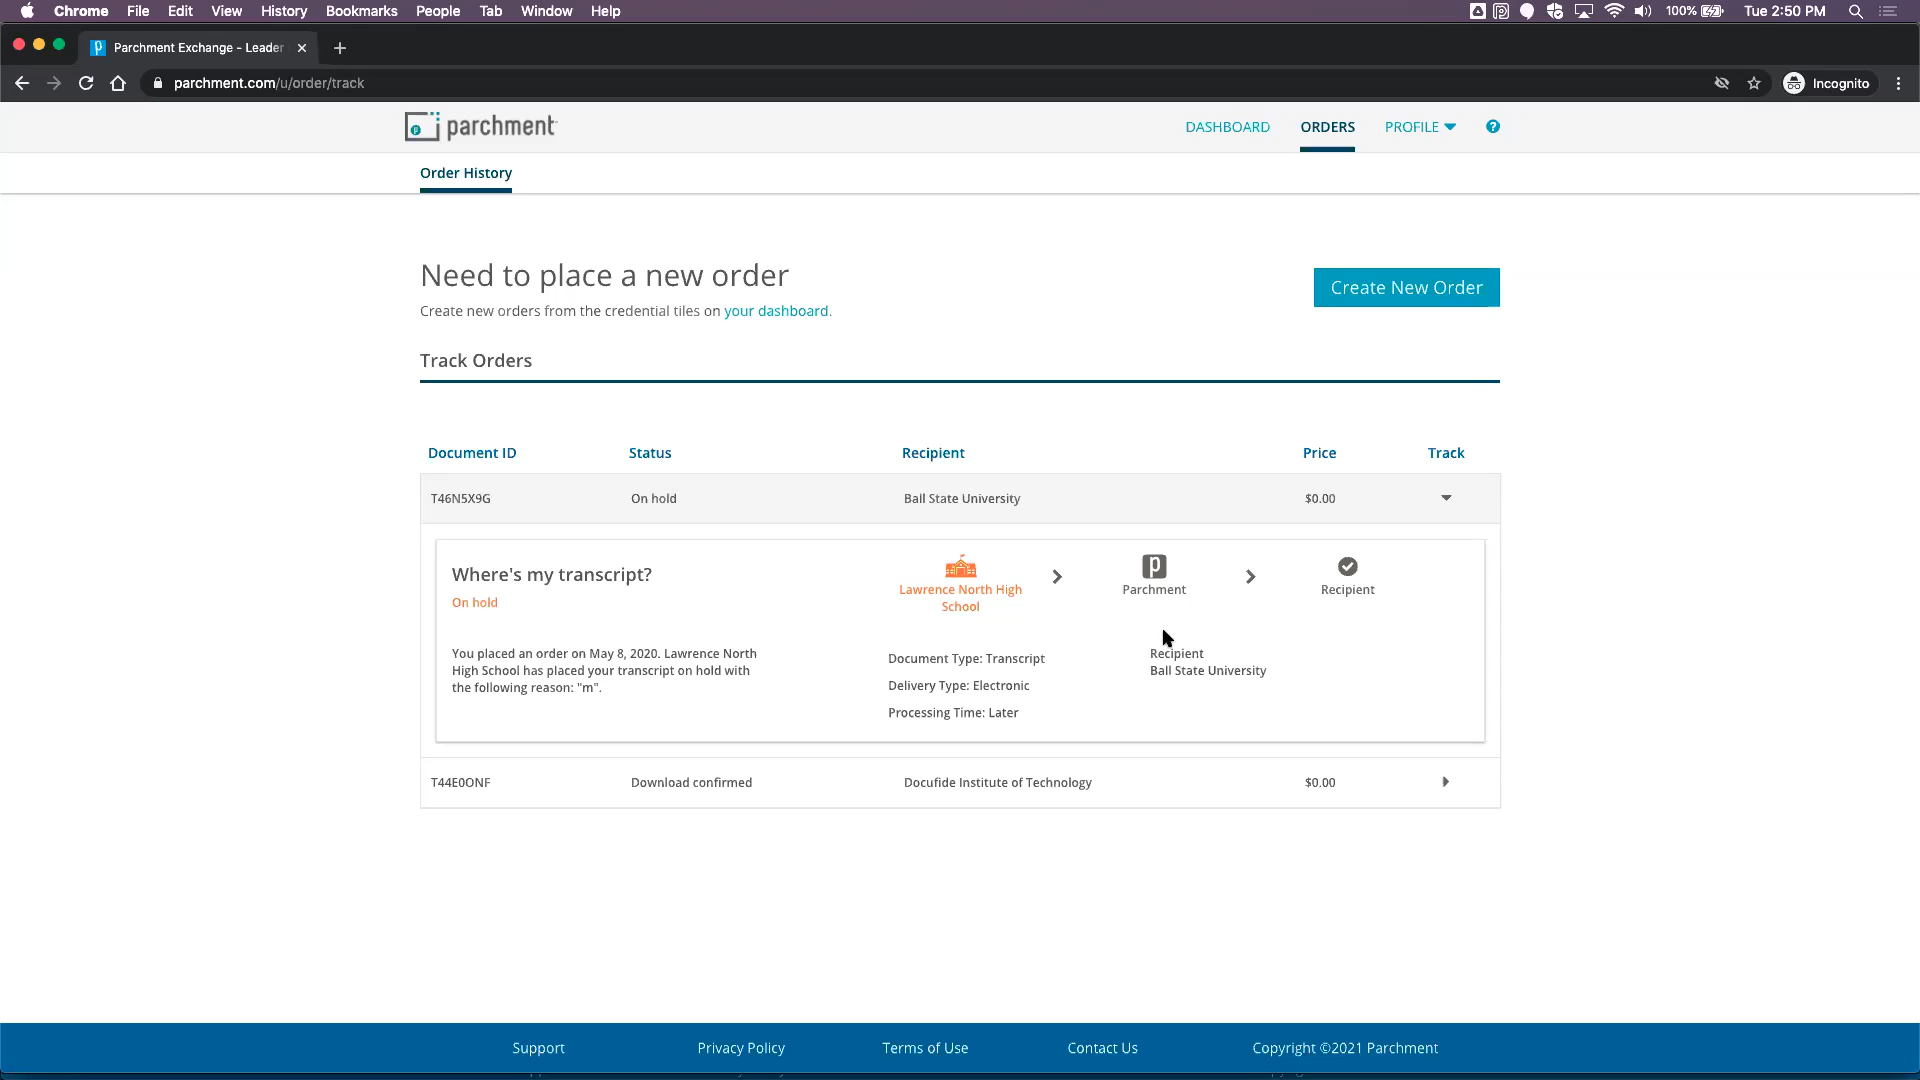 Chrome File Edit View History Bookmarks People Tab Window Help
100% Tue 2:50 PM
Parchment Exchange - Leader
parchment.com/u/order/track
Incognito
parchment
DASHBOARD ORDERS PROFILE
Order History
Need to place a new order
Create New Order
Create new orders from the credential tiles on your dashboard.
Track Orders
Document ID Status Recipient Price Track
T46N5X9G On hold Ball State University $0.00
Where's my transcript?
On hold
Lawrence North High
School
Parchment
Recipient
You placed an order on May 8, 2020. Lawrence North
High School has placed your transcript on hold with
the following reason: "m".
Document Type: Transcript
Delivery Type: Electronic
Processing Time: Later
Recipient
Ball State University
T44E0ONF Download confirmed Docufide Institute of Technology $0.00
Support Privacy Policy Terms of Use Contact Us Copyright ©2021 Parchment